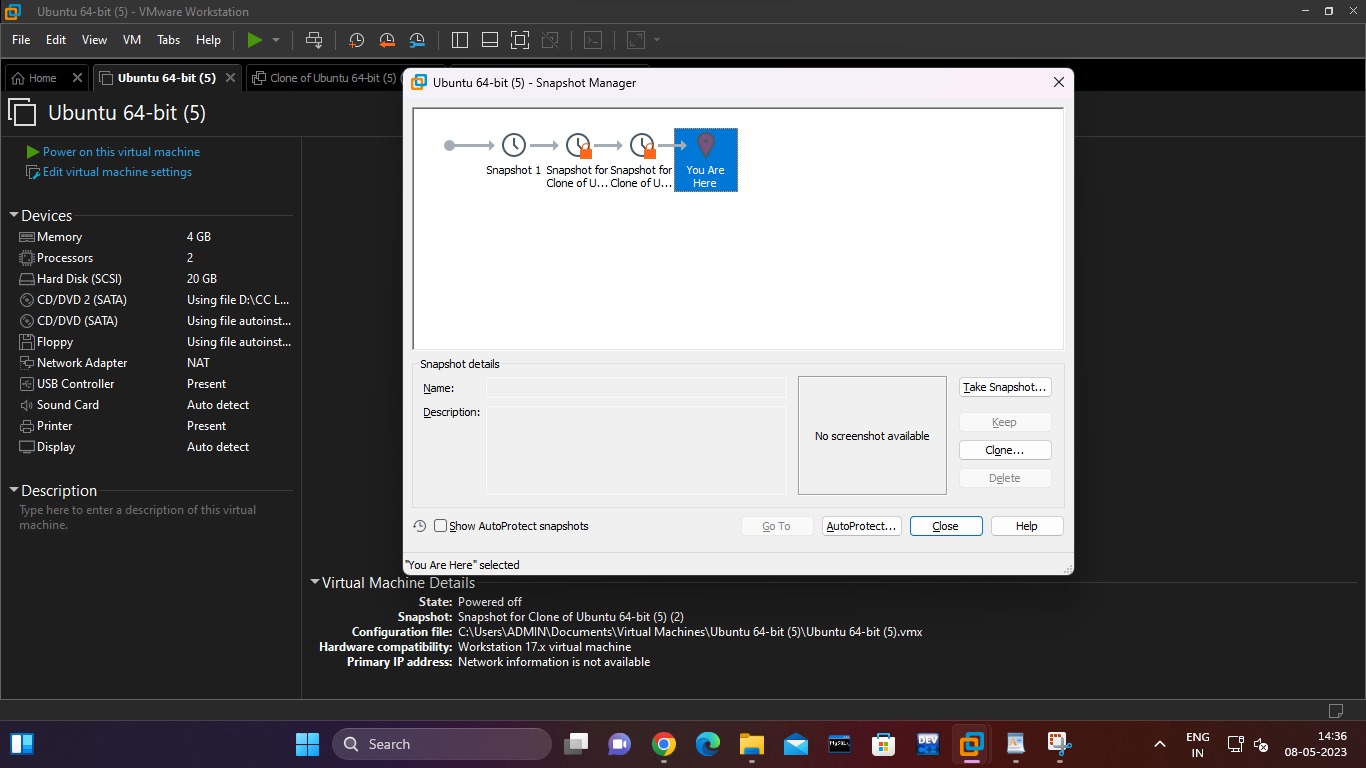 Ubuntu 64-bit (5) - VMware Workstation
File Edit View VM Tabs Help
Home
Ubuntu 64-bit (5)
Clone of Ubuntu 64-bit (5) (
Ubuntu 64-bit (5)
Power on this virtual machine
Edit virtual machine settings
Devices
Memory 4 GB
Processors 2
Hard Disk (SCSI) 20 GB
CD/DVD 2 (SATA) Using file D:\CC L...
CD/DVD (SATA) Using file autoinst...
Floppy Using file autoinst...
Network Adapter NAT
USB Controller Present
Sound Card Auto detect
Printer Present
Display Auto detect
Description
Type here to enter a description of this virtual
machine.
Ubuntu 64-bit (5) - Snapshot Manager
Snapshot 1
Snapshot for
Clone of U...
Snapshot for
Clone of U...
You Are
Here
Snapshot details
Name:
Description:
No screenshot available
Take Snapshot...
Keep
Clone...
Delete
Show AutoProtect snapshots
Go To
AutoProtect...
Close
Help
"You Are Here" selected
Virtual Machine Details
State: Powered off
Snapshot: Snapshot for Clone of Ubuntu 64-bit (5) (2)
Configuration file: C:\Users\ADMIN\Documents\Virtual Machines\Ubuntu 64-bit (5)\Ubuntu 64-bit (5).vmx
Hardware compatibility: Workstation 17.x virtual machine
Primary IP address: Network information is not available
Search
MySQL
DEV
ENG
IN
14:36
08-05-2023